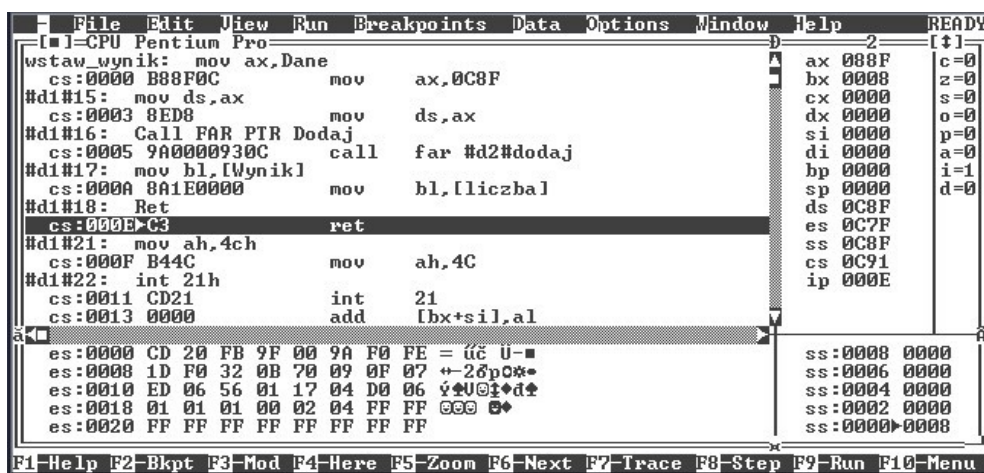 - File Edit View Run Breakpoints Data Options Window Help READY
[■]=CPU Pentium Pro 2 [↕]
wstaw_wynik: mov ax,Dane
cs:0000 B88F0C mov ax,0C8F
#d1#15: mov ds,ax
cs:0003 8ED8 mov ds,ax
#d1#16: Call FAR PTR Dodaj
cs:0005 9A0000930C call far #d2#dodaj
#d1#17: mov bl,[Wynik]
cs:000A 8A1E0000 mov bl,[liczba]
#d1#18: Ret
cs:000E►C3 ret
#d1#21: mov ah,4ch
cs:000F B44C mov ah,4C
#d1#22: int 21h
cs:0011 CD21 int 21
cs:0013 0000 add [bx+si],al
ax 088F c=0
bx 0008 z=0
cx 0000 s=0
dx 0000 o=0
si 0000 p=0
di 0000 a=0
bp 0000 i=1
sp 0000 d=0
ds 0C8F
es 0C7F
ss 0C8F
cs 0C91
ip 000E
es:0000 CD 20 FB 9F 00 9A F0 FE = űč Ü-■
es:0008 1D F0 32 0B 70 09 0F 07 ↔-2♂p○☼•
es:0010 ED 06 56 01 17 04 D0 06 ý♠V☺↨♦đ♠
es:0018 01 01 01 00 02 04 FF FF ☺☺☺ ☻♦
es:0020 FF FF FF FF FF FF FF FF
ss:0008 0000
ss:0006 0000
ss:0004 0000
ss:0002 0000
ss:0000►0008
F1-Help F2-Bkpt F3-Mod F4-Here F5-Zoom F6-Next F7-Trace F8-Step F9-Run F10-Menu